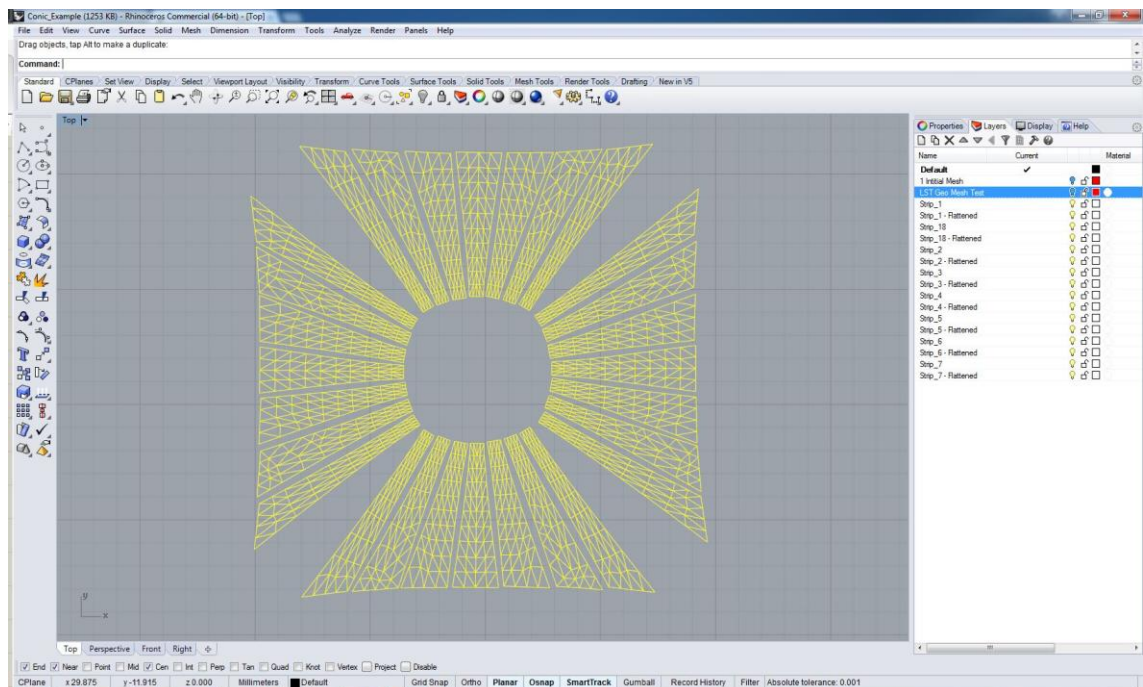 Conic_Example (1253 KB) - Rhinoceros Commercial (64-bit) - [Top]
File Edit View Curve Surface Solid Mesh Dimension Transform Tools Analyze Render Panels Help
Drag objects, tap Alt to make a duplicate:
Command:
Standard CPlanes Set View Display Select Viewport Layout Visibility Transform Curve Tools Surface Tools Solid Tools Mesh Tools Render Tools Drafting New in V5
Top
Properties Layers Display Help
Name Current Material
Default
1 Intitial Mesh
LST Geo Mesh Test
Strip_1
Strip_1 - Flattened
Strip_18
Strip_18 - Flattened
Strip_2
Strip_2 - Flattened
Strip_3
Strip_3 - Flattened
Strip_4
Strip_4 - Flattened
Strip_5
Strip_5 - Flattened
Strip_6
Strip_6 - Flattened
Strip_7
Strip_7 - Flattened
y
x
Top Perspective Front Right
End Near Point Mid Cen Int Perp Tan Quad Knot Vertex Project Disable
CPlane x 29.875 y -11.915 z 0.000 Millimeters Default Grid Snap Ortho Planar Osnap SmartTrack Gumball Record History Filter Absolute tolerance: 0.001